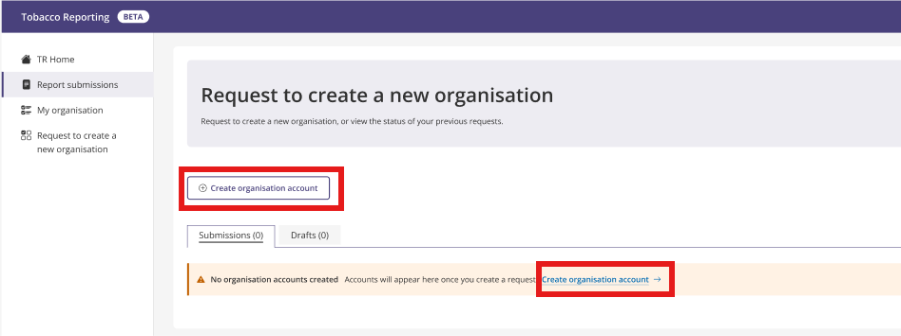 Tobacco Reporting BETA
TR Home
Report submissions
My organisation
Request to create a
new organisation
Request to create a new organisation
Request to create a new organisation, or view the status of your previous requests.
Create organisation account
Submissions (0) Drafts (0)
No organisation accounts created Accounts will appear here once you create a request. Create organisation account →